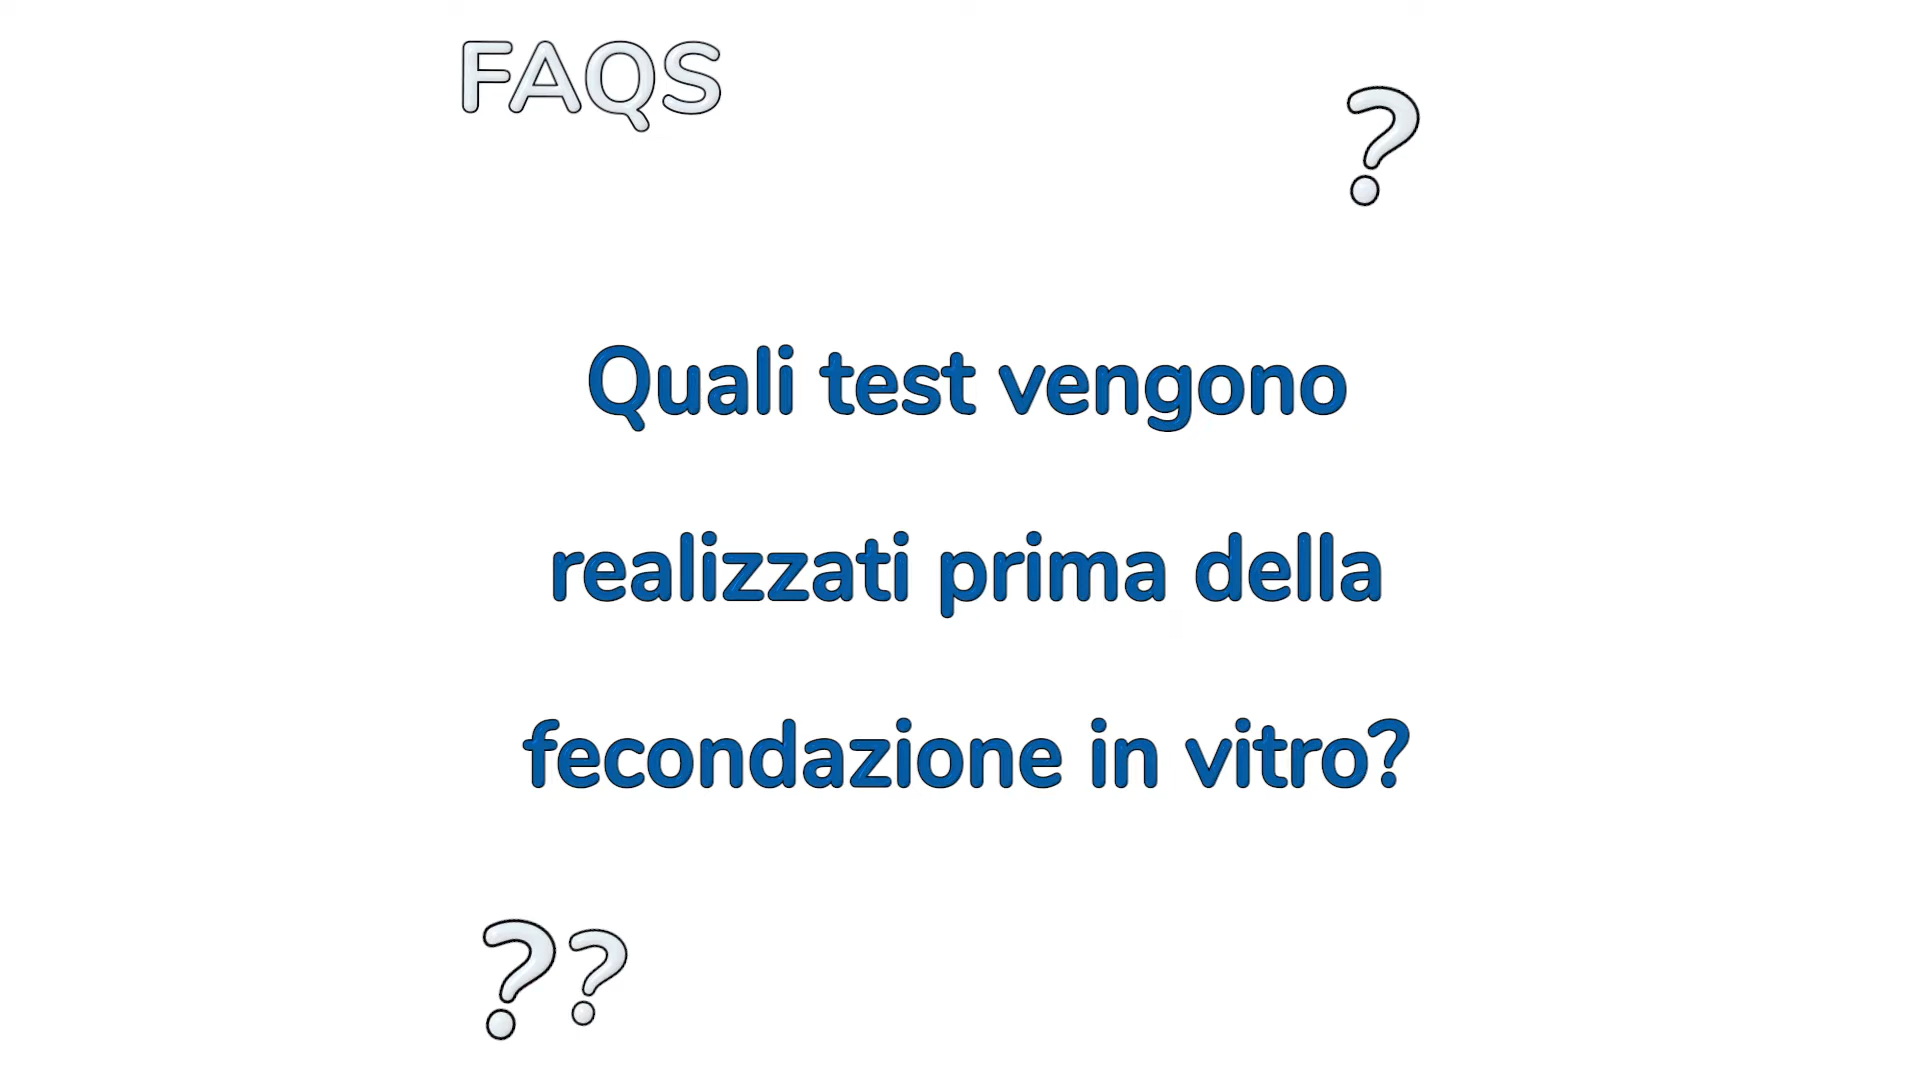 FAQS
?
Quali test vengono
realizzati prima della
fecondazione in vitro?
??